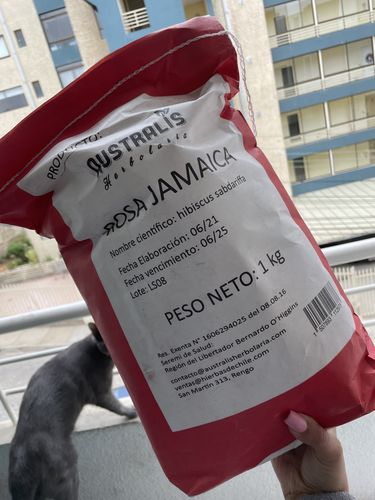 PRODUCTO:
AUSTRALIS
Herbolaria
ROSA JAMAICA
Nombre científico: hibiscus sabdariffa
Fecha Elaboración: 06/21
Fecha vencimiento: 06/25
Lote: LS08
PESO NETO: 1 kg
Res. Exenta N° 1606294025 del 08.08.16
Seremi de Salud:
Región del Libertador Bernardo O'Higgins
contacto@australisherbolaria.com
ventas@hierbasdechile.com
San Martin 313, Rengo